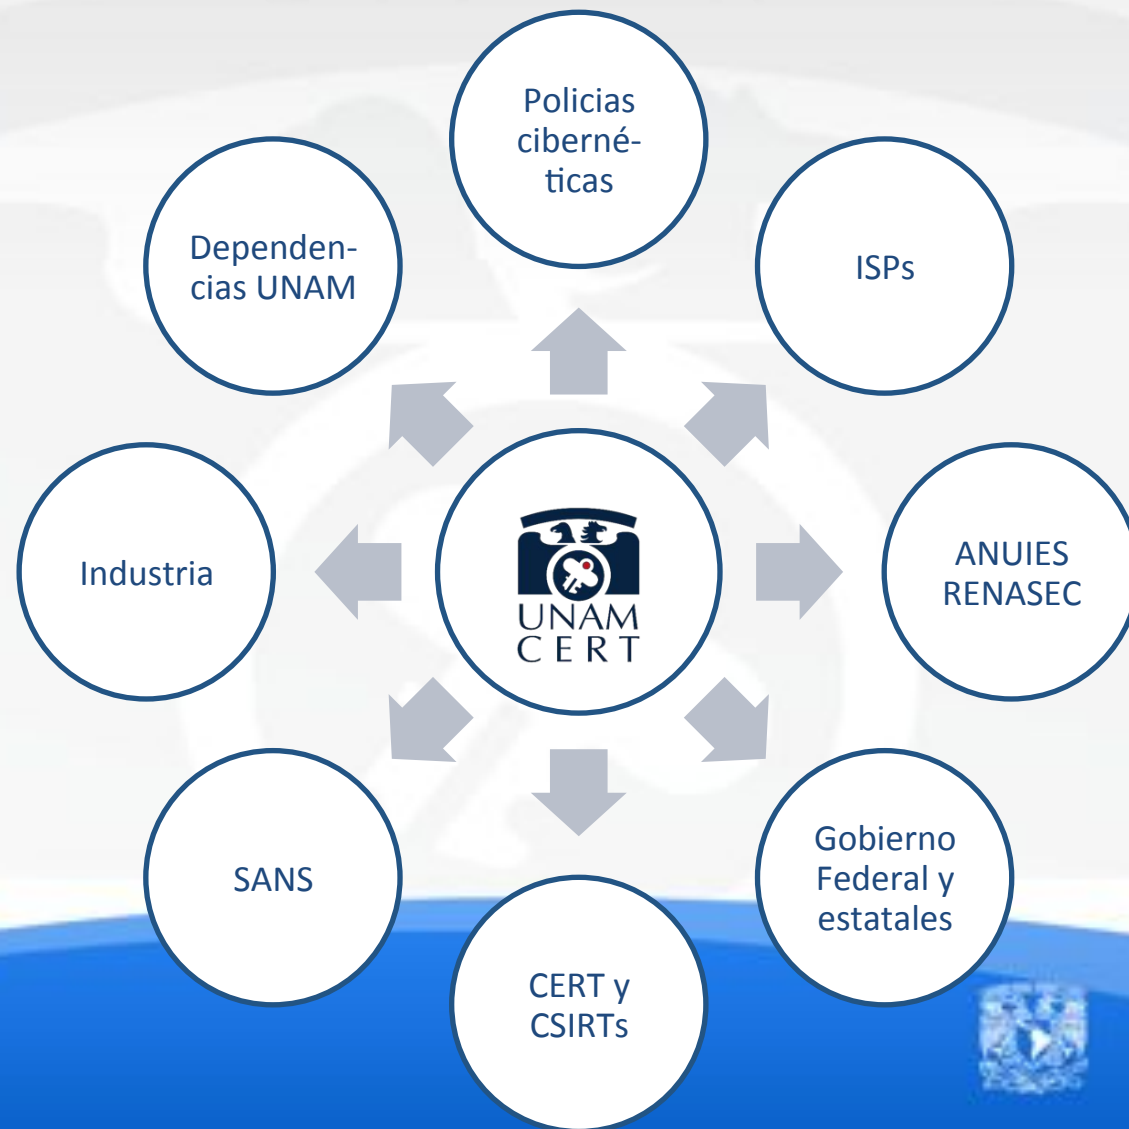 Policias
ciberné-
ticas
Dependen-
cias UNAM
ISPs
Industria
UNAM
CERT
ANUIES
RENASEC
SANS
Gobierno
Federal y
estatales
CERT y
CSIRTs